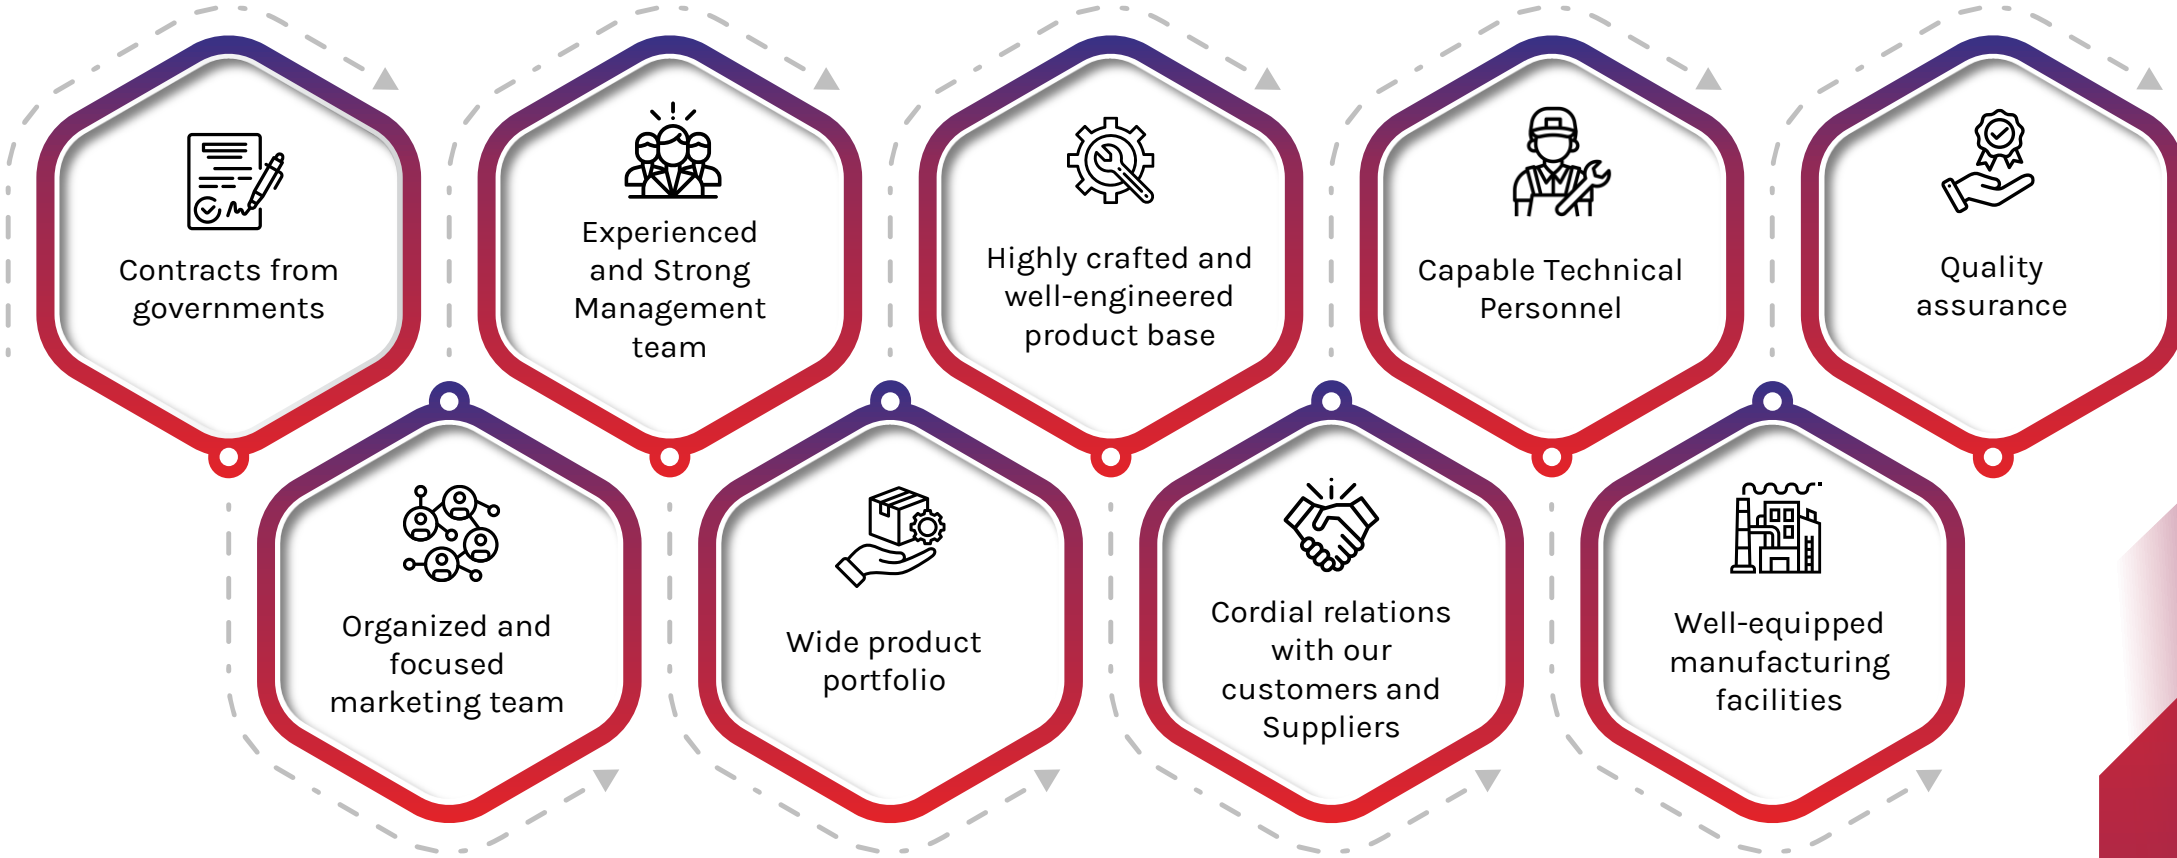 Contracts from
governments
Experienced
and Strong
Management
team
Highly crafted and
well-engineered
product base
Capable Technical
Personnel
Quality
assurance
Organized and
focused
marketing team
Wide product
portfolio
Cordial relations
with our
customers and
Suppliers
Well-equipped
manufacturing
facilities